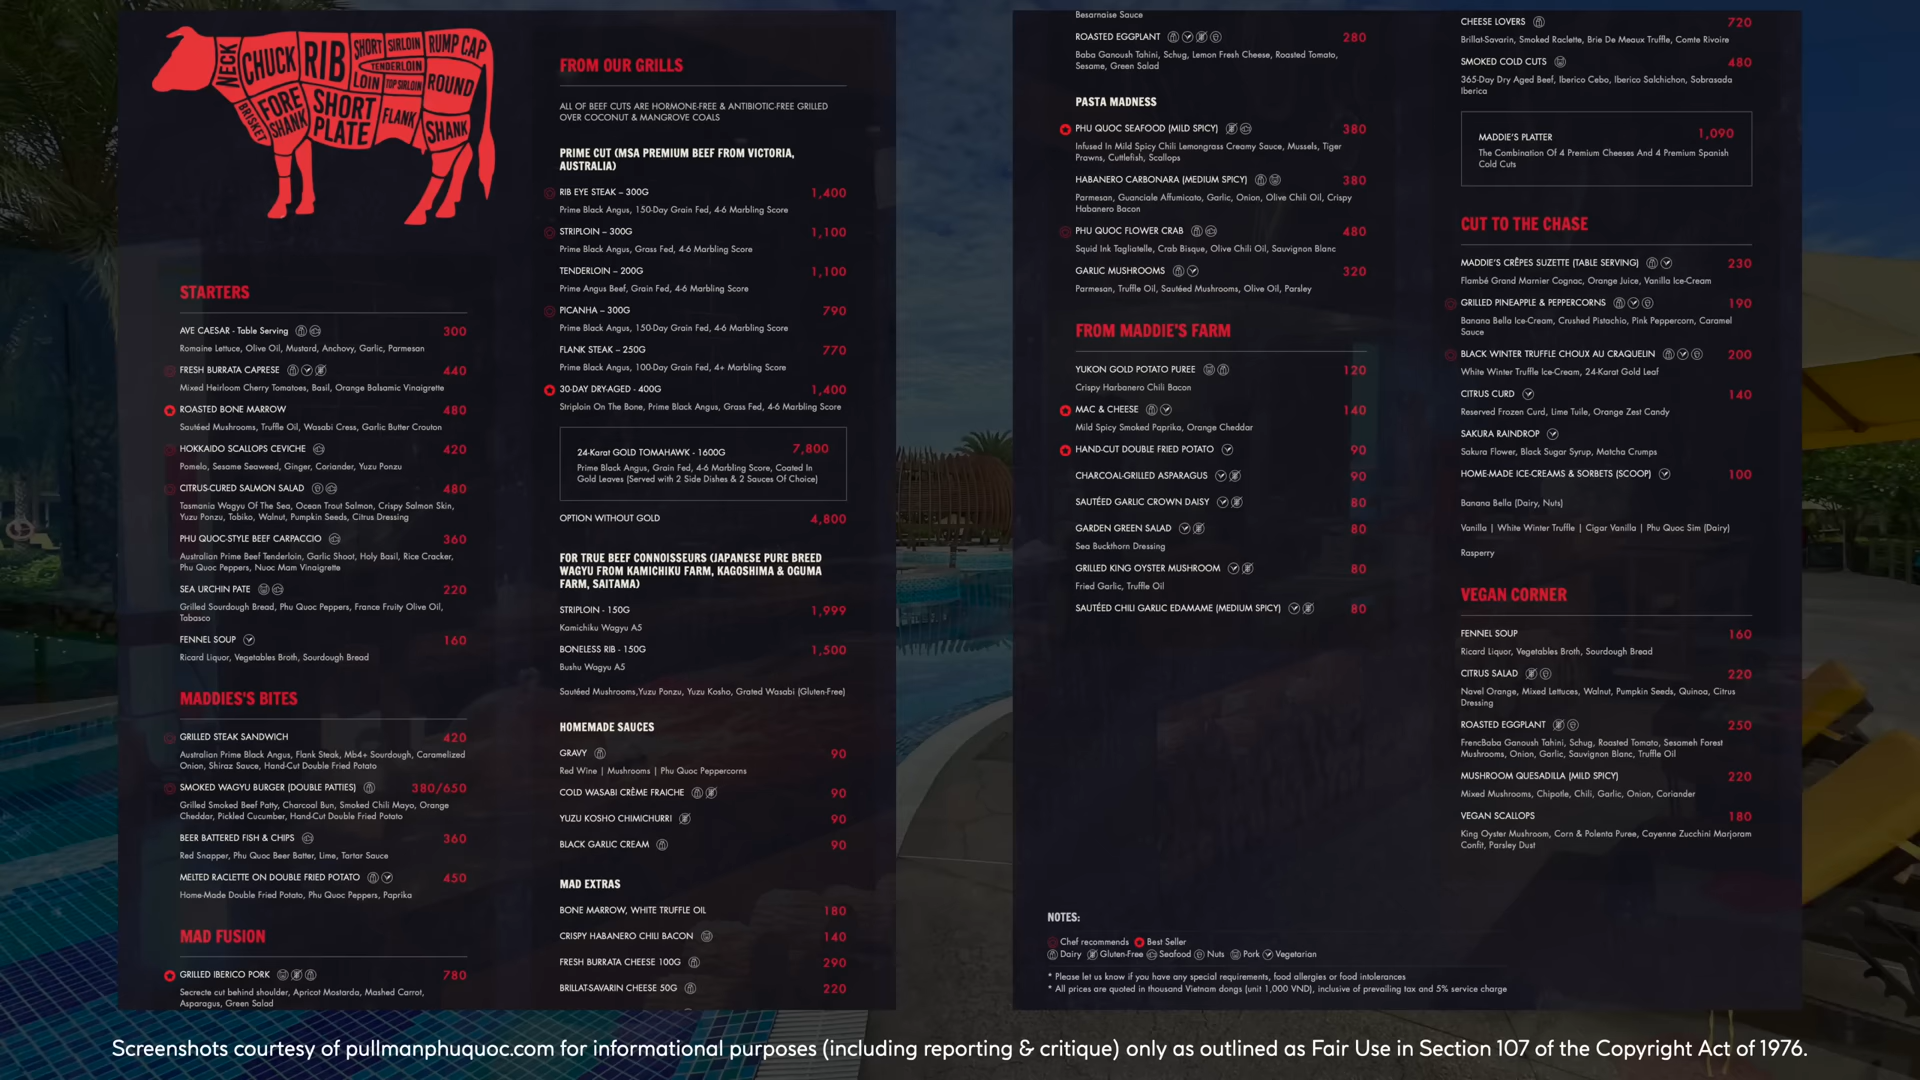 NECK
CHUCK
RIB
SHORT LOIN
SIRLOIN
TENDERLOIN
TOP SIRLOIN
RUMP CAP
ROUND
BRISKET
FORE SHANK
SHORT PLATE
FLANK
SHANK
STARTERS
AVE CAESAR - Table Serving 300
Romaine Lettuce, Olive Oil, Mustard, Anchovy, Garlic, Parmesan
FRESH BURRATA CAPRESE 440
Mixed Heirloom Cherry Tomatoes, Basil, Orange Balsamic Vinaigrette
ROASTED BONE MARROW 480
Sautéed Mushrooms, Truffle Oil, Wasabi Cress, Garlic Butter Crouton
HOKKAIDO SCALLOPS CEVICHE 420
Pomelo, Sesame Seaweed, Ginger, Coriander, Yuzu Ponzu
CITRUS-CURED SALMON SALAD 480
Tasmania Wagyu Of The Sea, Ocean Trout Salmon, Crispy Salmon Skin,
Yuzu Ponzu, Tobiko, Walnut, Pumpkin Seeds, Citrus Dressing
PHU QUOC-STYLE BEEF CARPACCIO 360
Australian Prime Beef Tenderloin, Garlic Shoot, Holy Basil, Rice Cracker,
Phu Quoc Peppers, Nuoc Mam Vinaigrette
SEA URCHIN PATE 220
Grilled Sourdough Bread, Phu Quoc Peppers, France Fruity Olive Oil,
Tabasco
FENNEL SOUP 160
Ricard Liquor, Vegetables Broth, Sourdough Bread
MADDIES'S BITES
GRILLED STEAK SANDWICH 420
Australian Prime Black Angus, Flank Steak, Mb4+ Sourdough, Caramelized
Onion, Shiraz Sauce, Hand-Cut Double Fried Potato
SMOKED WAGYU BURGER (DOUBLE PATTIES) 380/650
Grilled Smoked Beef Patty, Charcoal Bun, Smoked Chili Mayo, Orange
Cheddar, Pickled Cucumber, Hand-Cut Double Fried Potato
BEER BATTERED FISH & CHIPS 360
Red Snapper, Phu Quoc Beer Batter, Lime, Tartar Sauce
MELTED RACLETTE ON DOUBLE FRIED POTATO 450
Home-Made Double Fried Potato, Phu Quoc Peppers, Paprika
MAD FUSION
GRILLED IBERICO PORK 780
Secrecte cut behind shoulder, Apricot Mostarda, Mashed Carrot,
Asparagus, Green Salad
FROM OUR GRILLS
ALL OF BEEF CUTS ARE HORMONE-FREE & ANTIBIOTIC-FREE GRILLED
OVER COCONUT & MANGROVE COALS
PRIME CUT (MSA PREMIUM BEEF FROM VICTORIA,
AUSTRALIA)
RIB EYE STEAK – 300G 1,400
Prime Black Angus, 150-Day Grain Fed, 4-6 Marbling Score
STRIPLOIN – 300G 1,100
Prime Black Angus, Grass Fed, 4-6 Marbling Score
TENDERLOIN – 200G 1,100
Prime Angus Beef, Grain Fed, 4-6 Marbling Score
PICANHA – 300G 790
Prime Black Angus, 150-Day Grain Fed, 4-6 Marbling Score
FLANK STEAK – 250G 770
Prime Black Angus, 100-Day Grain Fed, 4+ Marbling Score
30-DAY DRY-AGED - 400G 1,400
Striploin On The Bone, Prime Black Angus, Grass Fed, 4-6 Marbling Score
24-Karat GOLD TOMAHAWK - 1600G 7,800
Prime Black Angus, Grain Fed, 4-6 Marbling Score, Coated In
Gold Leaves (Served with 2 Side Dishes & 2 Sauces Of Choice)
OPTION WITHOUT GOLD 4,800
FOR TRUE BEEF CONNOISSEURS (JAPANESE PURE BREED
WAGYU FROM KAMICHIKU FARM, KAGOSHIMA & OGUMA
FARM, SAITAMA)
STRIPLOIN - 150G 1,999
Kamichiku Wagyu A5
BONELESS RIB - 150G 1,500
Bushu Wagyu A5
Sautéed Mushrooms,Yuzu Ponzu, Yuzu Kosho, Grated Wasabi (Gluten-Free)
HOMEMADE SAUCES
GRAVY 90
Red Wine | Mushrooms | Phu Quoc Peppercorns
COLD WASABI CRÈME FRAICHE 90
YUZU KOSHO CHIMICHURRI 90
BLACK GARLIC CREAM 90
MAD EXTRAS
BONE MARROW, WHITE TRUFFLE OIL 180
CRISPY HABANERO CHILI BACON 140
FRESH BURRATA CHEESE 100G 290
BRILLAT-SAVARIN CHEESE 50G 220
Besarnaise Sauce
ROASTED EGGPLANT 280
Baba Ganoush Tahini, Schug, Lemon Fresh Cheese, Roasted Tomato,
Sesame, Green Salad
PASTA MADNESS
PHU QUOC SEAFOOD (MILD SPICY) 380
Infused In Mild Spicy Chili Lemongrass Creamy Sauce, Mussels, Tiger
Prawns, Cuttlefish, Scallops
HABANERO CARBONARA (MEDIUM SPICY) 380
Parmesan, Guanciale Affumicato, Garlic, Onion, Olive Chili Oil, Crispy
Habanero Bacon
PHU QUOC FLOWER CRAB 480
Squid Ink Tagliatelle, Crab Bisque, Olive Chili Oil, Sauvignon Blanc
GARLIC MUSHROOMS 320
Parmesan, Truffle Oil, Sautéed Mushrooms, Olive Oil, Parsley
FROM MADDIE'S FARM
YUKON GOLD POTATO PUREE 120
Crispy Harbanero Chili Bacon
MAC & CHEESE 140
Mild Spicy Smoked Paprika, Orange Cheddar
HAND-CUT DOUBLE FRIED POTATO 90
CHARCOAL-GRILLED ASPARAGUS 90
SAUTÉED GARLIC CROWN DAISY 80
GARDEN GREEN SALAD 80
Sea Buckthorn Dressing
GRILLED KING OYSTER MUSHROOM 80
Fried Garlic, Truffle Oil
SAUTÉED CHILI GARLIC EDAMAME (MEDIUM SPICY) 80
CHEESE LOVERS 720
Brillat-Savarin, Smoked Raclette, Brie De Meaux Truffle, Comte Rivoire
SMOKED COLD CUTS 480
365-Day Dry Aged Beef, Iberico Cebo, Iberico Salchichon, Sobrasada
Iberica
MADDIE'S PLATTER 1,090
The Combination Of 4 Premium Cheeses And 4 Premium Spanish
Cold Cuts
CUT TO THE CHASE
MADDIE'S CRÊPES SUZETTE (TABLE SERVING) 230
Flambé Grand Marnier Cognac, Orange Juice, Vanilla Ice-Cream
GRILLED PINEAPPLE & PEPPERCORNS 190
Banana Bella Ice-Cream, Crushed Pistachio, Pink Peppercorn, Caramel
Sauce
BLACK WINTER TRUFFLE CHOUX AU CRAQUELIN 200
White Winter Truffle Ice-Cream, 24-Karat Gold Leaf
CITRUS CURD 140
Reserved Frozen Curd, Lime Tuile, Orange Zest Candy
SAKURA RAINDROP
Sakura Flower, Black Sugar Syrup, Matcha Crumps
HOME-MADE ICE-CREAMS & SORBETS (SCOOP) 100
Banana Bella (Dairy, Nuts)
Vanilla | White Winter Truffle | Cigar Vanilla | Phu Quoc Sim (Dairy)
Rasperry
VEGAN CORNER
FENNEL SOUP 160
Ricard Liquor, Vegetables Broth, Sourdough Bread
CITRUS SALAD 220
Navel Orange, Mixed Lettuces, Walnut, Pumpkin Seeds, Quinoa, Citrus
Dressing
ROASTED EGGPLANT 250
FrencBaba Ganoush Tahini, Schug, Roasted Tomato, Sesameh Forest
Mushrooms, Onion, Garlic, Sauvignon Blanc, Truffle Oil
MUSHROOM QUESADILLA (MILD SPICY) 220
Mixed Mushrooms, Chipotle, Chili, Garlic, Onion, Coriander
VEGAN SCALLOPS 180
King Oyster Mushroom, Corn & Polenta Puree, Cayenne Zucchini Marjoram
Confit, Parsley Dust
NOTES:
Chef recommends Best Seller
Dairy Gluten-Free Seafood Nuts Pork Vegetarian
* Please let us know if you have any special requirements, food allergies or food intolerances
* All prices are quoted in thousand Vietnam dongs (unit 1,000 VND), inclusive of prevailing tax and 5% service charge
Screenshots courtesy of pullmanphuquoc.com for informational purposes (including reporting & critique) only as outlined as Fair Use in Section 107 of the Copyright Act of 1976.